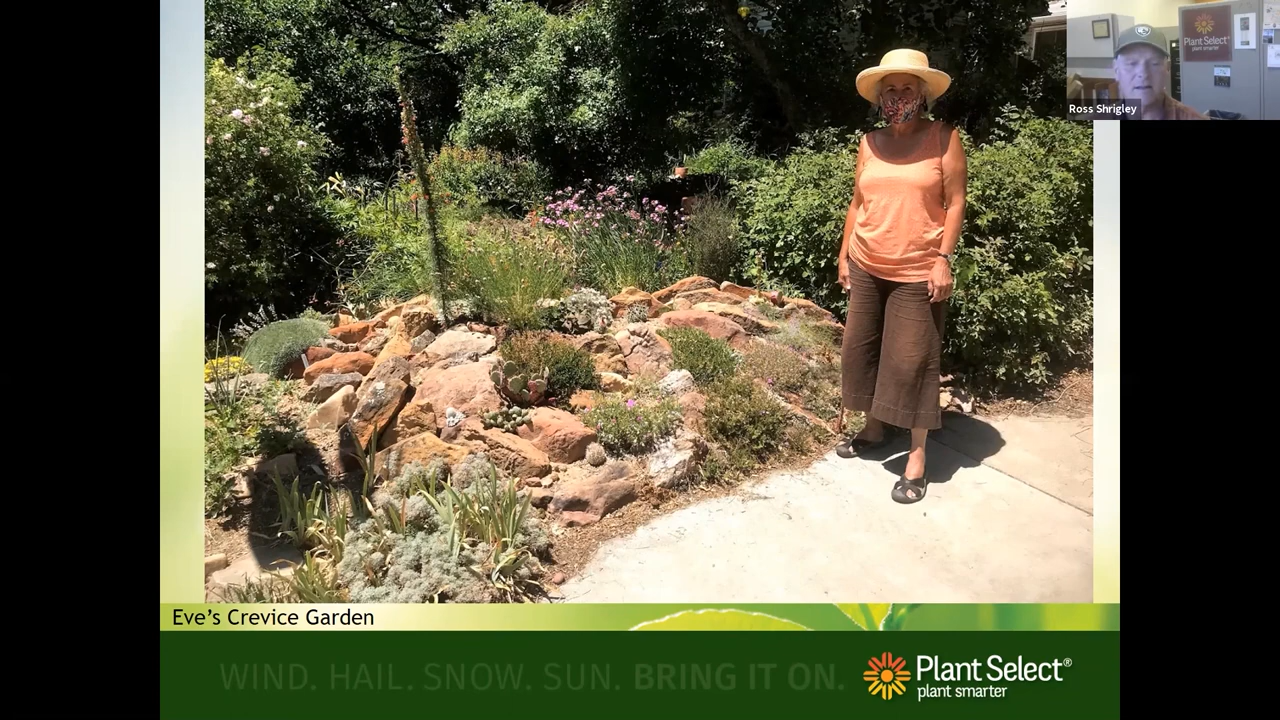 Plant Select®
plant smarter
Ross Shrigley
Eve's Crevice Garden
WIND. HAIL. SNOW. SUN. BRING IT ON.
Plant Select®
plant smarter